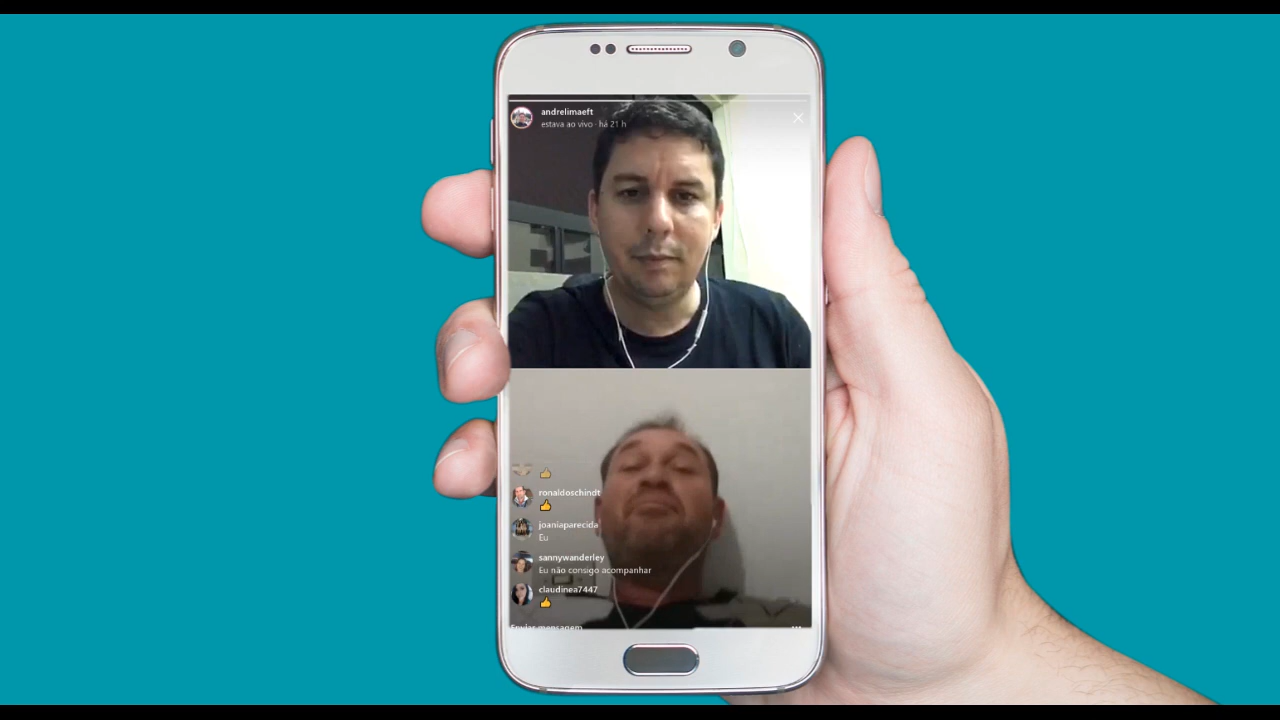 andrelimaeft
estava ao vivo · há 21 h
👍
ronaldoschindt
👍
joaniaparecida
Eu
sannywanderley
Eu não consigo acompanhar
claudinea7447
👍
Enviar mensagem